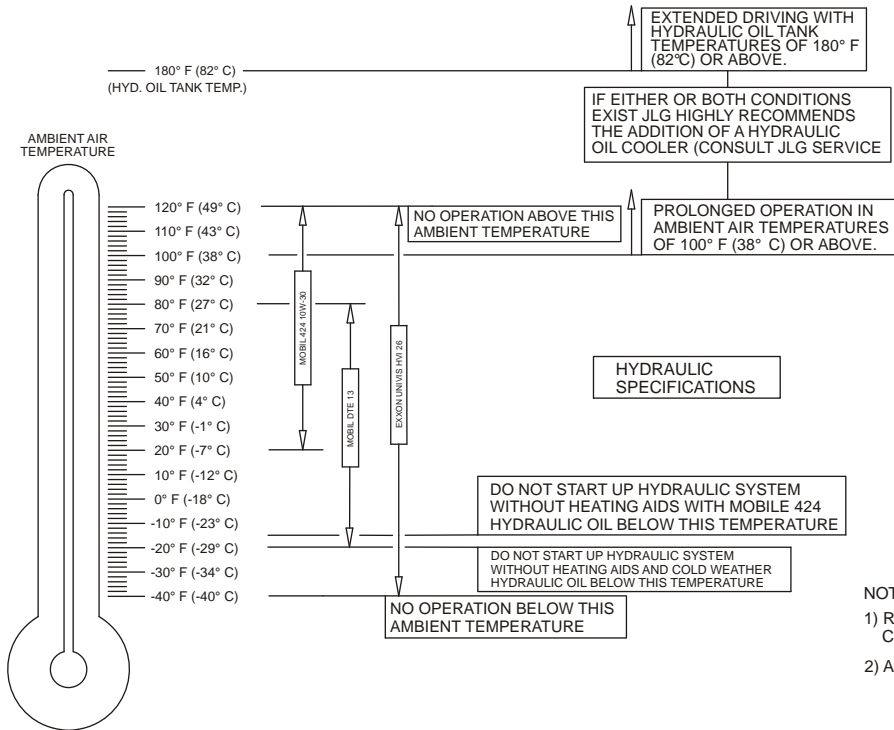 EXTENDED DRIVING WITH
HYDRAULIC OIL TANK
TEMPERATURES OF 180° F
(82°C) OR ABOVE.
180° F (82° C)
(HYD. OIL TANK TEMP.)
IF EITHER OR BOTH CONDITIONS
EXIST JLG HIGHLY RECOMMENDS
THE ADDITION OF A HYDRAULIC
OIL COOLER (CONSULT JLG SERVICE
AMBIENT AIR
TEMPERATURE
120° F (49° C)
110° F (43° C)
100° F (38° C)
90° F (32° C)
80° F (27° C)
70° F (21° C)
60° F (16° C)
50° F (10° C)
40° F (4° C)
30° F (-1° C)
20° F (-7° C)
10° F (-12° C)
0° F (-18° C)
-10° F (-23° C)
-20° F (-29° C)
-30° F (-34° C)
-40° F (-40° C)
MOBIL 424 10W-30
MOBIL DTE 13
EXXON UNIVIS HVI 26
NO OPERATION ABOVE THIS
AMBIENT TEMPERATURE
PROLONGED OPERATION IN
AMBIENT AIR TEMPERATURES
OF 100° F (38° C) OR ABOVE.
HYDRAULIC
SPECIFICATIONS
DO NOT START UP HYDRAULIC SYSTEM
WITHOUT HEATING AIDS WITH MOBILE 424
HYDRAULIC OIL BELOW THIS TEMPERATURE
DO NOT START UP HYDRAULIC SYSTEM
WITHOUT HEATING AIDS AND COLD WEATHER
HYDRAULIC OIL BELOW THIS TEMPERATURE
NO OPERATION BELOW THIS
AMBIENT TEMPERATURE
NOT
1) R
C
2) A